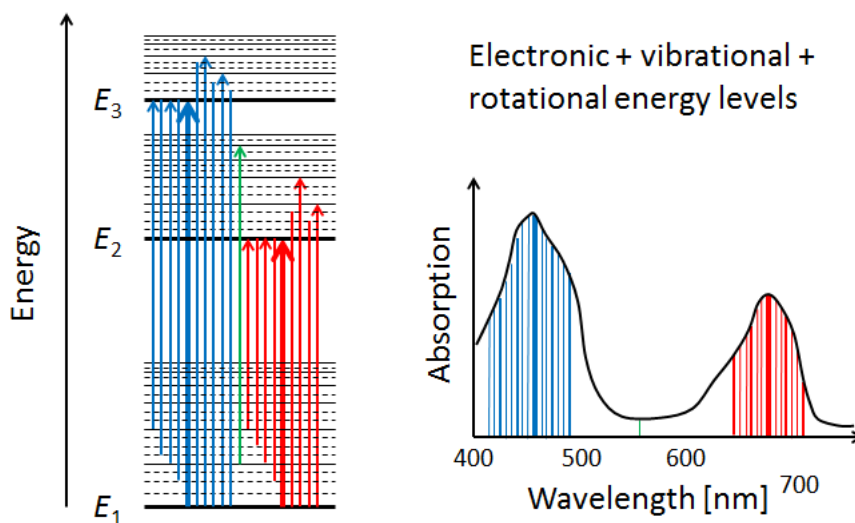 Electronic + vibrational +
rotational energy levels
Energy
E3
E2
E1
Absorption
400 500 600 700
Wavelength [nm]